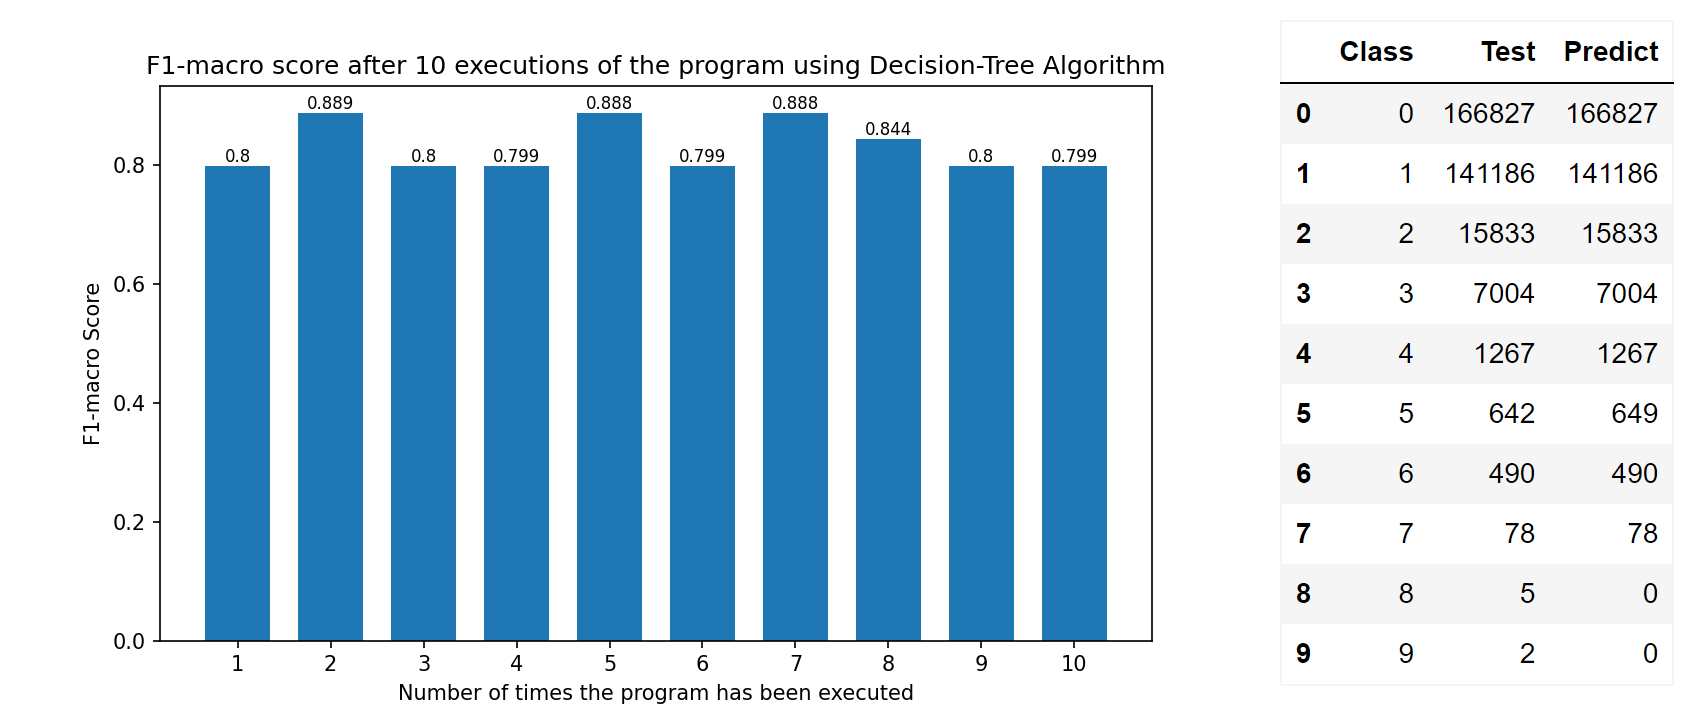 F1-macro score after 10 executions of the program using Decision-Tree Algorithm
0.8 0.889 0.8 0.799 0.888 0.799 0.888 0.844 0.8 0.799
F1-macro Score
0.8
0.6
0.4
0.2
0.0
1 2 3 4 5 6 7 8 9 10
Number of times the program has been executed
Class Test Predict
0 0 166827 166827
1 1 141186 141186
2 2 15833 15833
3 3 7004 7004
4 4 1267 1267
5 5 642 649
6 6 490 490
7 7 78 78
8 8 5 0
9 9 2 0